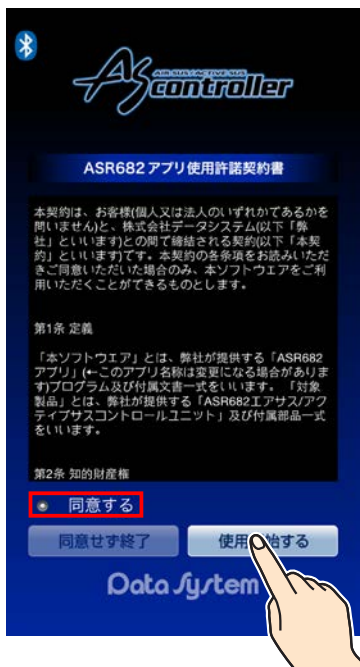 AIR SUS / ACTIVE SUS
AScontroller
ASR682 アプリ使用許諾契約書
本契約は、お客様(個人又は法人のいずれかであるかを
問いません)と、株式会社データシステム(以下「弊
社」といいます)との間で締結される契約(以下「本契
約」といいます)です。本契約の各条項をお読みいただ
きご同意いただいた場合のみ、本ソフトウエアをご利
用いただくことができるものとします。
第1条 定義
「本ソフトウエア」とは、弊社が提供する「ASR682
アプリ」(←このアプリ名称は変更になる場合がありま
す)プログラム及び付属文書一式をいいます。 「対象
製品」とは、弊社が提供する「ASR682エアサス/アク
ティブサスコントロールユニット」及び付属部品一式
をいいます。
第2条 知的財産権
同意する
同意せず終了
使用 始する
Data System